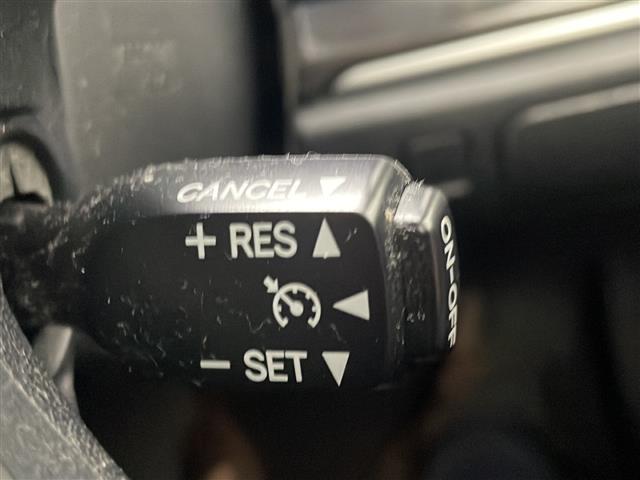 CANCEL ▼
+ RES ▲
◀
− SET ▼
ON-OFF